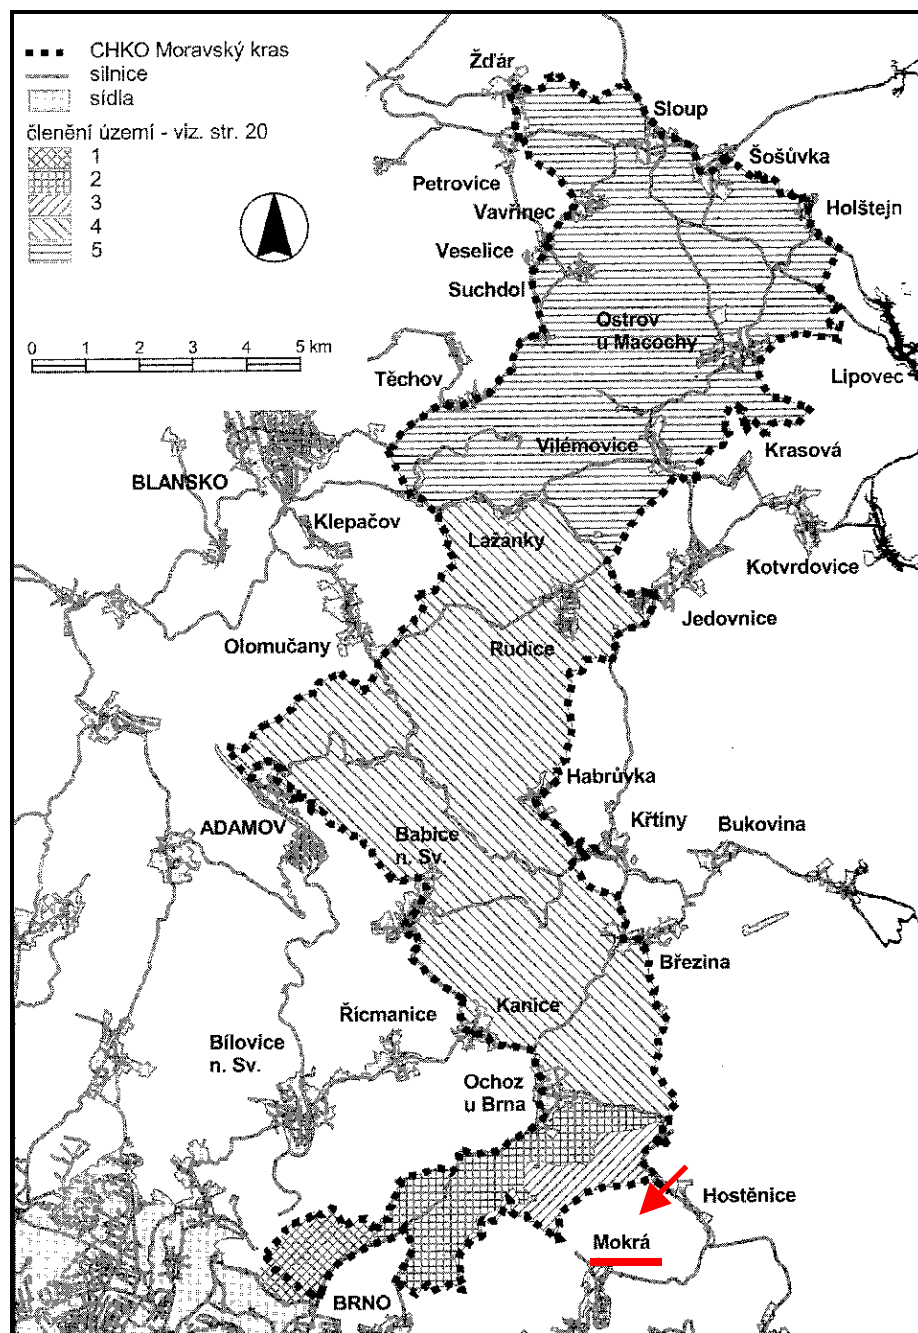 CHKO Moravský kras
silnice
sídla
členění území - viz. str. 20
1
2
3
4
5
0 1 2 3 4 5 km
Žďár
Sloup
Šošůvka
Petrovice
Vavřinec
Holštejn
Veselice
Suchdol
Ostrov
u Macochy
Lipovec
Těchov
Vilémovice
Krasová
BLANSKO
Klepačov
Lažánky
Kotvrdovice
Jedovnice
Olomučany
Rudice
Habrůvka
Křtiny
Bukovina
ADAMOV
Babice
n. Sv.
Březina
Kanice
Řícmanice
Bílovice
n. Sv.
Ochoz
u Brna
Hostěnice
Mokrá
BRNO